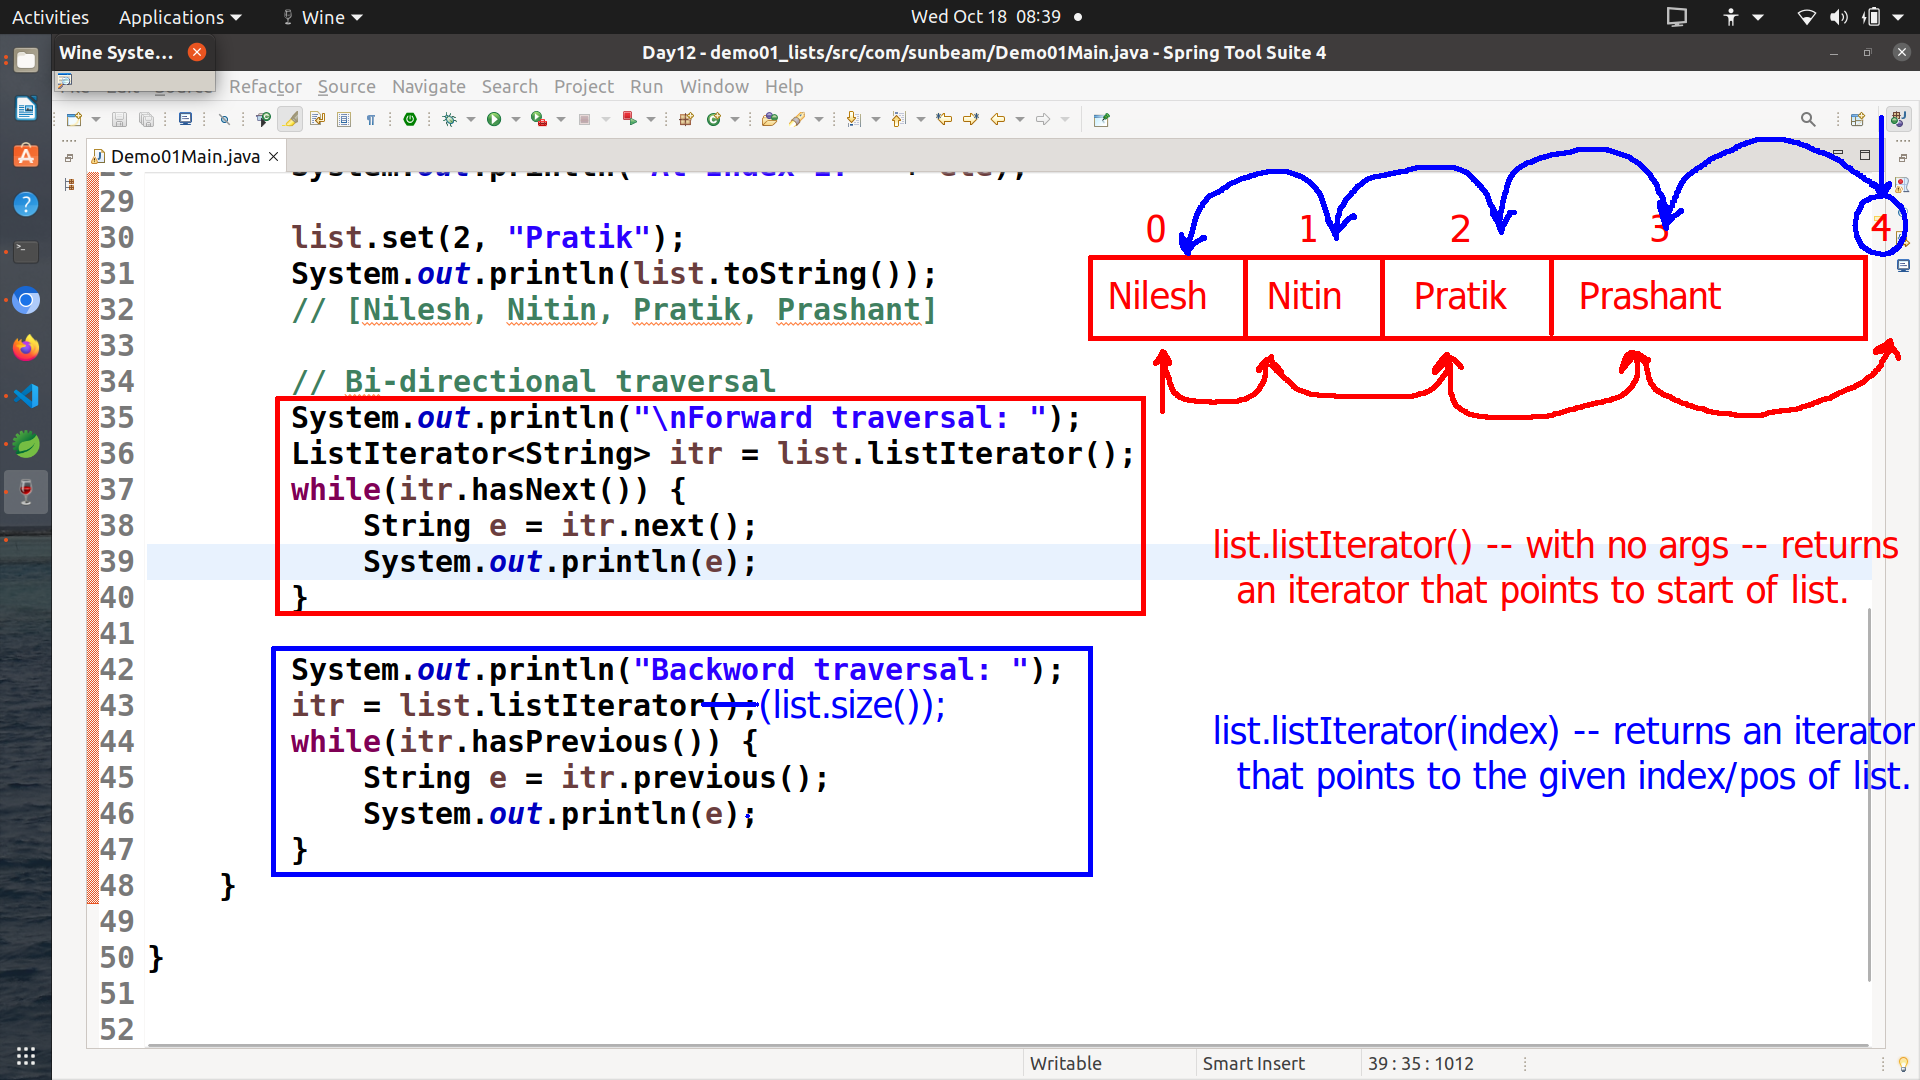 Activities Applications Wine Wed Oct 18 08:39
Wine Syste...
Day12 - demo01_lists/src/com/sunbeam/Demo01Main.java - Spring Tool Suite 4
Refactor Source Navigate Search Project Run Window Help
Demo01Main.java
29
30 list.set(2, "Pratik");
31 System.out.println(list.toString());
32 // [Nilesh, Nitin, Pratik, Prashant]
33
34 // Bi-directional traversal
35 System.out.println("\nForward traversal: ");
36 ListIterator<String> itr = list.listIterator();
37 while(itr.hasNext()) {
38 String e = itr.next();
39 System.out.println(e);
40 }
41
42 System.out.println("Backword traversal: ");
43 itr = list.listIterator(); (list.size());
44 while(itr.hasPrevious()) {
45 String e = itr.previous();
46 System.out.println(e);
47 }
48 }
49
50 }
51
52
0 1 2 3 4
Nilesh Nitin Pratik Prashant
list.listIterator() -- with no args -- returns
an iterator that points to start of list.
list.listIterator(index) -- returns an iterator
that points to the given index/pos of list.
Writable Smart Insert 39 : 35 : 1012